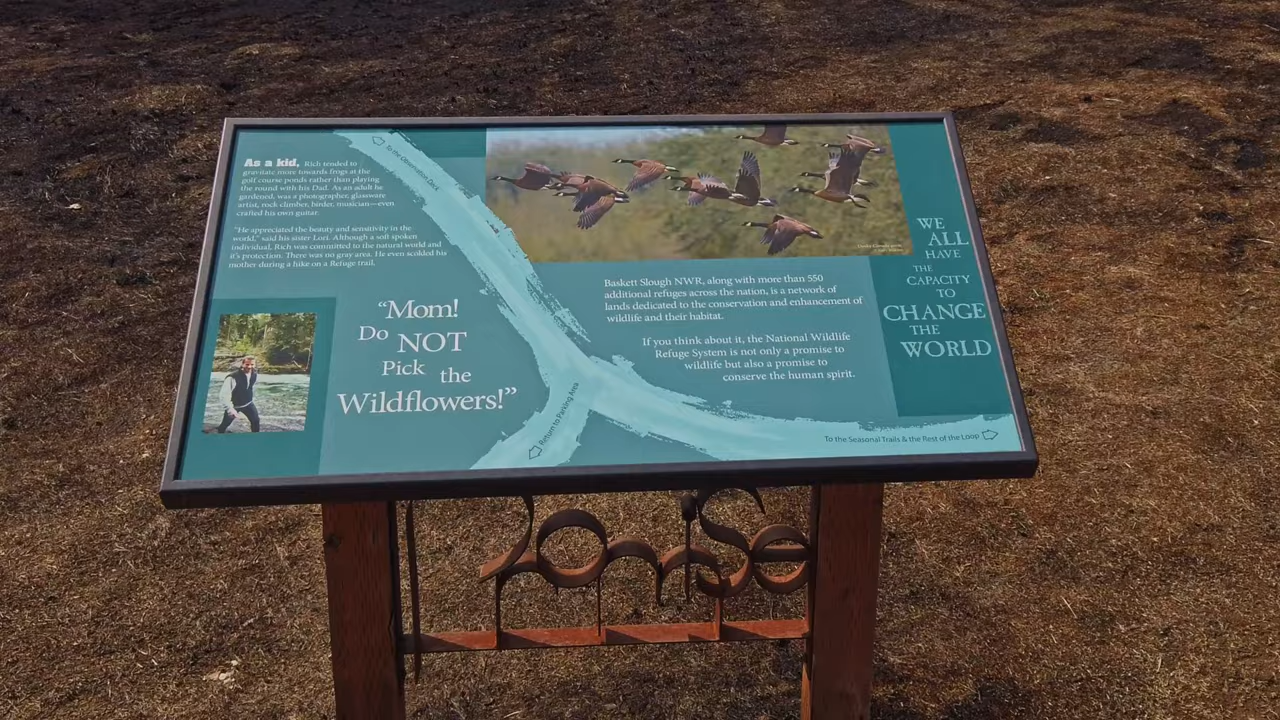 To the Observation Deck
As a kid, Rich tended to
gravitate more towards frogs at the
golf course ponds rather than playing
the round with his Dad. As an adult he
gardened, was a photographer, glassware
artist, rock climber, birder, musician—even
crafted his own guitar.
"He appreciated the beauty and sensitivity in the
world," said his sister Lori. Although a soft spoken
individual, Rich was committed to the natural world and
it's protection. There was no gray area. He even scolded his
mother during a hike on a Refuge trail,
"Mom!
Do NOT
Pick the
Wildflowers!"
Baskett Slough NWR, along with more than 550
additional refuges across the nation, is a network of
lands dedicated to the conservation and enhancement of
wildlife and their habitat.
If you think about it, the National Wildlife
Refuge System is not only a promise to
wildlife but also a promise to
conserve the human spirit.
WE
ALL
HAVE
THE
CAPACITY
TO
CHANGE
THE
WORLD
Return to Parking Area
To the Seasonal Trails & the Rest of the Loop